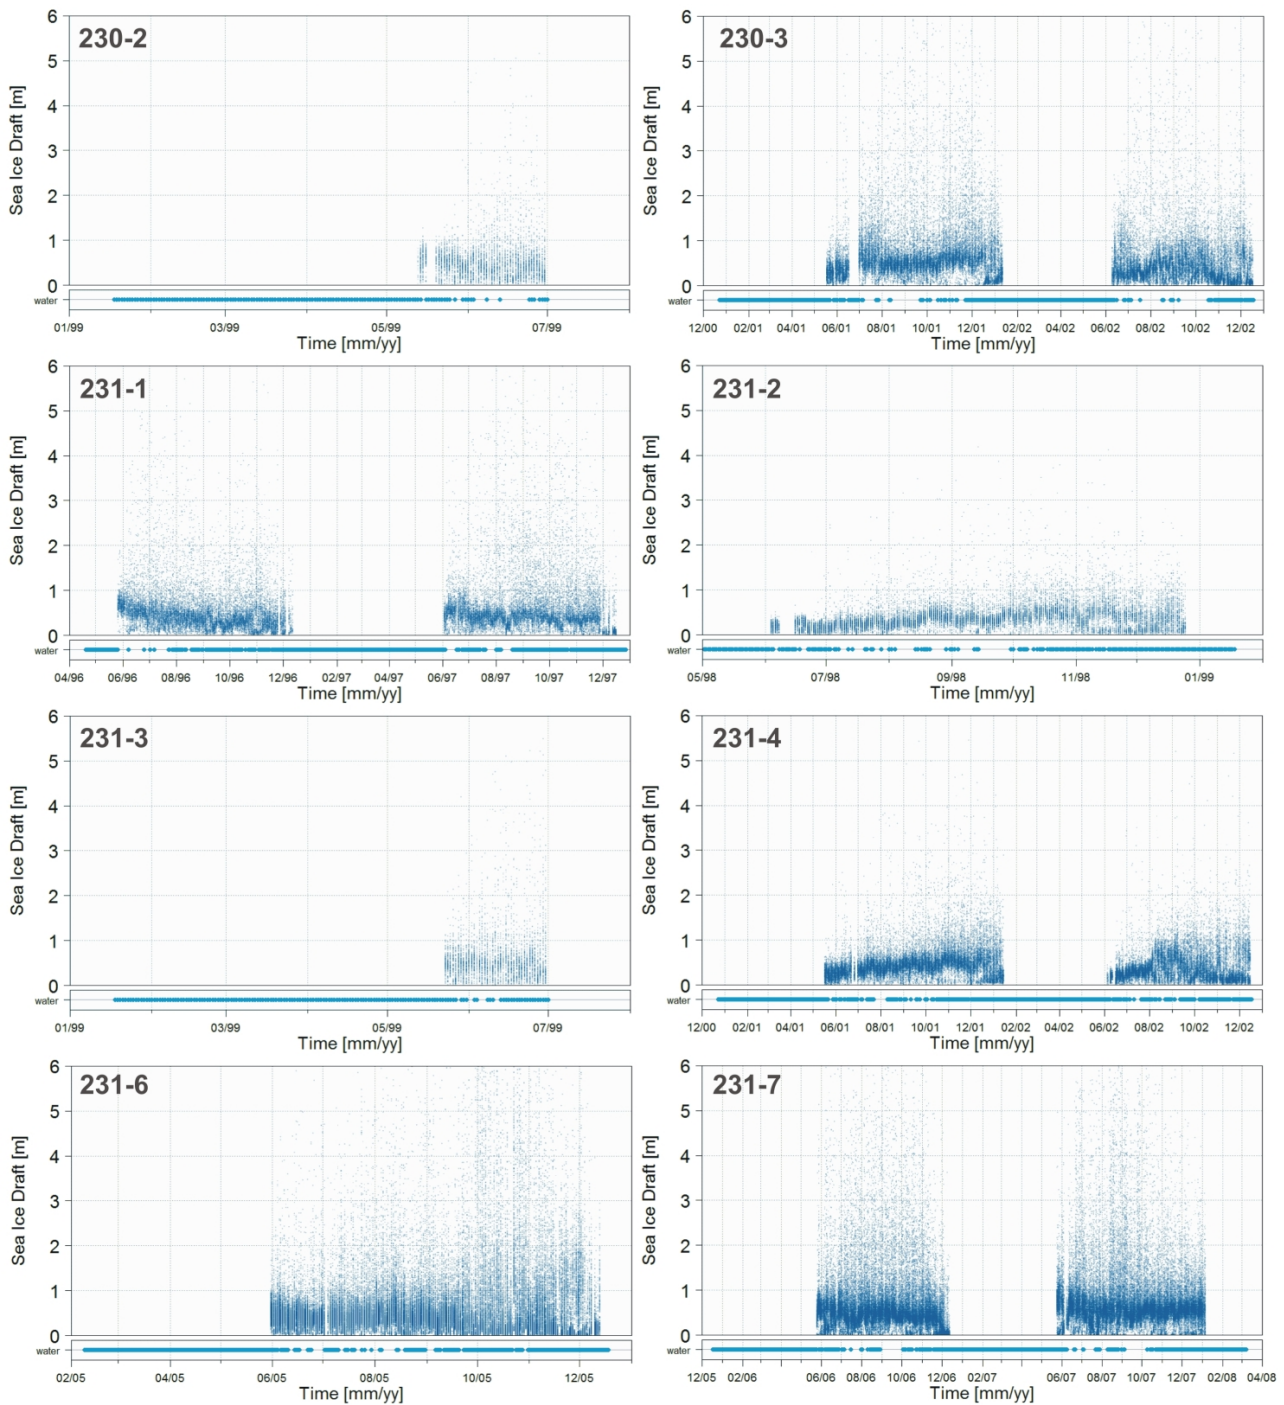 230-2
6
5
4
3
2
1
0
Sea Ice Draft [m]
water
01/99 03/99 05/99 07/99
Time [mm/yy]
230-3
6
5
4
3
2
1
0
Sea Ice Draft [m]
water
12/00 02/01 04/01 06/01 08/01 10/01 12/01 02/02 04/02 06/02 08/02 10/02 12/02
Time [mm/yy]
231-1
6
5
4
3
2
1
0
Sea Ice Draft [m]
water
04/96 06/96 08/96 10/96 12/96 02/97 04/97 06/97 08/97 10/97 12/97
Time [mm/yy]
231-2
6
5
4
3
2
1
0
Sea Ice Draft [m]
water
05/98 07/98 09/98 11/98 01/99
Time [mm/yy]
231-3
6
5
4
3
2
1
0
Sea Ice Draft [m]
water
01/99 03/99 05/99 07/99
Time [mm/yy]
231-4
6
5
4
3
2
1
0
Sea Ice Draft [m]
water
12/00 02/01 04/01 06/01 08/01 10/01 12/01 02/02 04/02 06/02 08/02 10/02 12/02
Time [mm/yy]
231-6
6
5
4
3
2
1
0
Sea Ice Draft [m]
water
02/05 04/05 06/05 08/05 10/05 12/05
Time [mm/yy]
231-7
6
5
4
3
2
1
0
Sea Ice Draft [m]
water
12/05 02/06 06/06 08/06 10/06 12/06 02/07 06/07 08/07 10/07 12/07 02/08 04/08
Time [mm/yy]